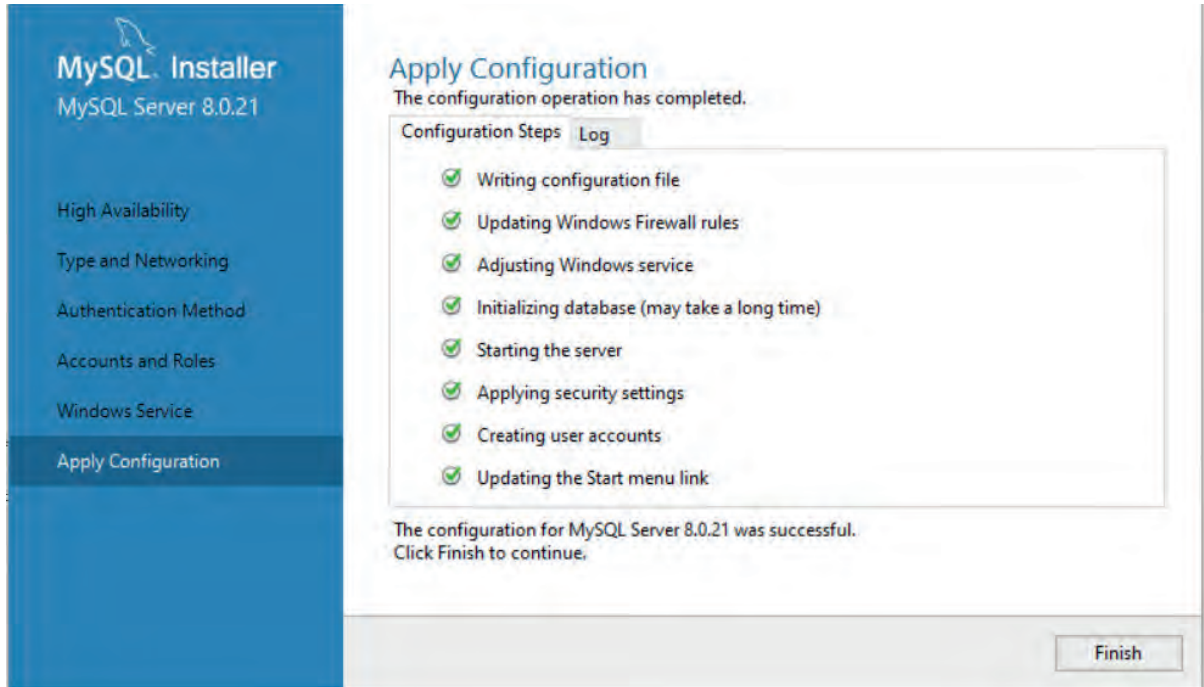 MySQL. Installer
MySQL Server 8.0.21
High Availability
Type and Networking
Authentication Method
Accounts and Roles
Windows Service
Apply Configuration
Apply Configuration
The configuration operation has completed.
Configuration Steps
Log
Writing configuration file
Updating Windows Firewall rules
Adjusting Windows service
Initializing database (may take a long time)
Starting the server
Applying security settings
Creating user accounts
Updating the Start menu link
The configuration for MySQL Server 8.0.21 was successful.
Click Finish to continue.
Finish